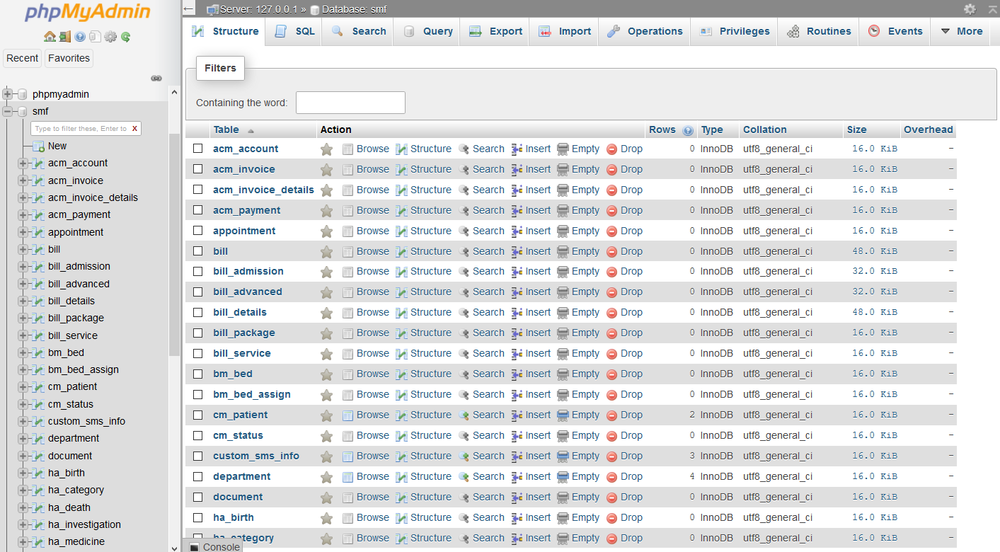 phpMyAdmin
Recent Favorites
phpmyadmin
smf
Type to filter these, Enter to X
New
acm_account
acm_invoice
acm_invoice_details
acm_payment
appointment
bill
bill_admission
bill_advanced
bill_details
bill_package
bill_service
bm_bed
bm_bed_assign
cm_patient
cm_status
custom_sms_info
department
document
ha_birth
ha_category
ha_death
ha_investigation
ha_medicine
Server: 127.0.0.1 » Database: smf
Structure SQL Search Query Export Import Operations Privileges Routines Events More
Filters
Containing the word:
Table Action Rows Type Collation Size Overhead
acm_account Browse Structure Search Insert Empty Drop 0 InnoDB utf8_general_ci 16.0 KiB -
acm_invoice Browse Structure Search Insert Empty Drop 0 InnoDB utf8_general_ci 16.0 KiB -
acm_invoice_details Browse Structure Search Insert Empty Drop 0 InnoDB utf8_general_ci 16.0 KiB -
acm_payment Browse Structure Search Insert Empty Drop 0 InnoDB utf8_general_ci 16.0 KiB -
appointment Browse Structure Search Insert Empty Drop 0 InnoDB utf8_general_ci 16.0 KiB -
bill Browse Structure Search Insert Empty Drop 0 InnoDB utf8_general_ci 48.0 KiB -
bill_admission Browse Structure Search Insert Empty Drop 0 InnoDB utf8_general_ci 32.0 KiB -
bill_advanced Browse Structure Search Insert Empty Drop 0 InnoDB utf8_general_ci 32.0 KiB -
bill_details Browse Structure Search Insert Empty Drop 0 InnoDB utf8_general_ci 48.0 KiB -
bill_package Browse Structure Search Insert Empty Drop 0 InnoDB utf8_general_ci 16.0 KiB -
bill_service Browse Structure Search Insert Empty Drop 0 InnoDB utf8_general_ci 16.0 KiB -
bm_bed Browse Structure Search Insert Empty Drop 0 InnoDB utf8_general_ci 16.0 KiB -
bm_bed_assign Browse Structure Search Insert Empty Drop 0 InnoDB utf8_general_ci 16.0 KiB -
cm_patient Browse Structure Search Insert Empty Drop 2 InnoDB utf8_general_ci 16.0 KiB -
cm_status Browse Structure Search Insert Empty Drop 0 InnoDB utf8_general_ci 16.0 KiB -
custom_sms_info Browse Structure Search Insert Empty Drop 3 InnoDB utf8_general_ci 16.0 KiB -
department Browse Structure Search Insert Empty Drop 4 InnoDB utf8_general_ci 16.0 KiB -
document Browse Structure Search Insert Empty Drop 0 InnoDB utf8_general_ci 16.0 KiB -
ha_birth Browse Structure Search Insert Empty Drop 0 InnoDB utf8_general_ci 16.0 KiB -
ha_category Browse Structure Search Insert Empty Drop 0 InnoDB utf8_general_ci 16.0 KiB -
Console